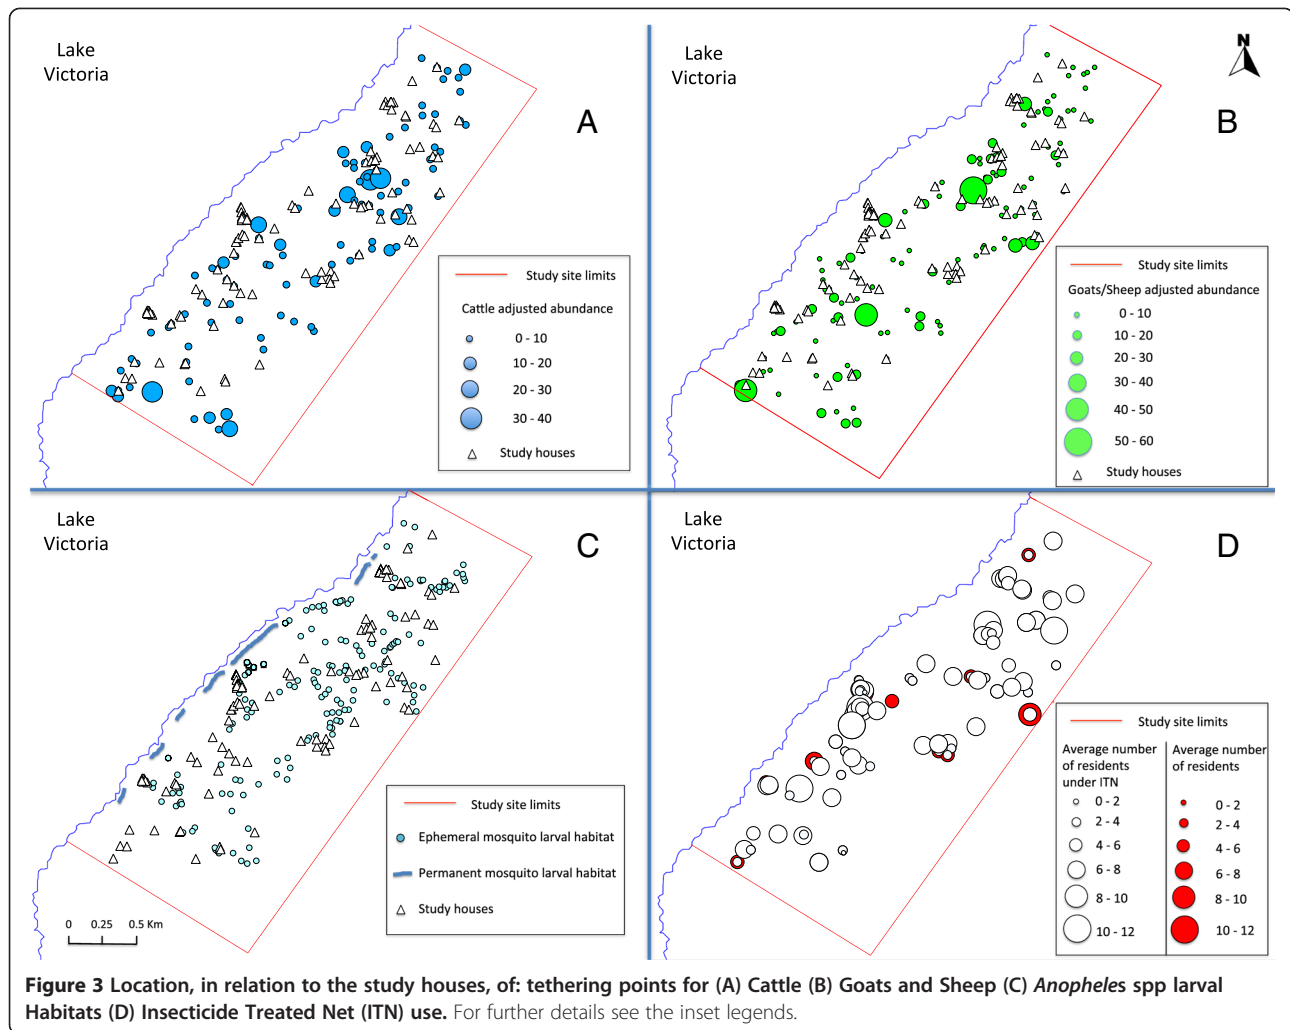 Lake
Victoria
A
Study site limits
Cattle adjusted abundance
0 - 10
10 - 20
20 - 30
30 - 40
Study houses
Lake
Victoria
N
B
Study site limits
Goats/Sheep adjusted abundance
0 - 10
10 - 20
20 - 30
30 - 40
40 - 50
50 - 60
Study houses
Lake
Victoria
C
Study site limits
Ephemeral mosquito larval habitat
Permanent mosquito larval habitat
Study houses
0 0.25 0.5 Km
Lake
Victoria
D
Study site limits
Average number
of residents
under ITN
0 - 2
2 - 4
4 - 6
6 - 8
8 - 10
10 - 12
Average number
of residents
0 - 2
2 - 4
4 - 6
6 - 8
8 - 10
10 - 12
Figure 3 Location, in relation to the study houses, of: tethering points for (A) Cattle (B) Goats and Sheep (C) Anopheles spp larval
Habitats (D) Insecticide Treated Net (ITN) use. For further details see the inset legends.